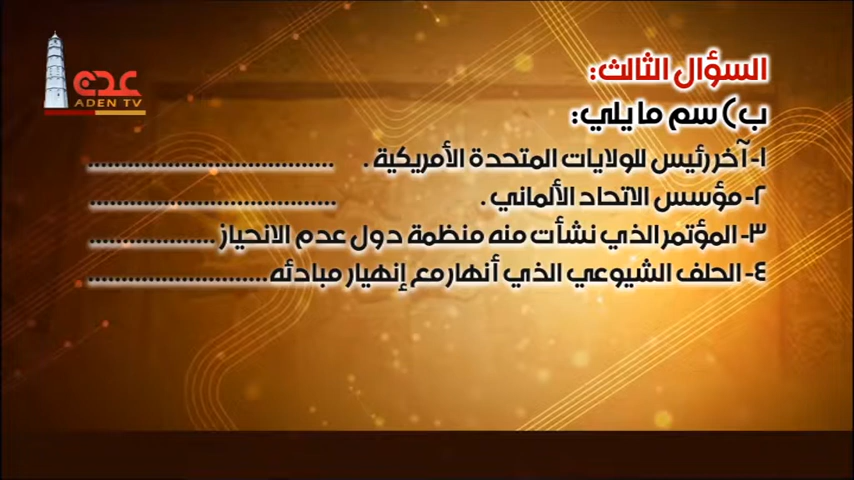 عدن
ADEN TV
السؤال الثالث:
ب) سم ما يلي:
١- آخر رئيس للولايات المتحدة الأمريكية . ................................
٢- مؤسس الاتحاد الألماني . ................................
٣- المؤتمر الذي نشأت منه منظمة دول عدم الانحياز ................
٤- الحلف الشيوعي الذي أنهار مع إنهيار مبادئه.......................